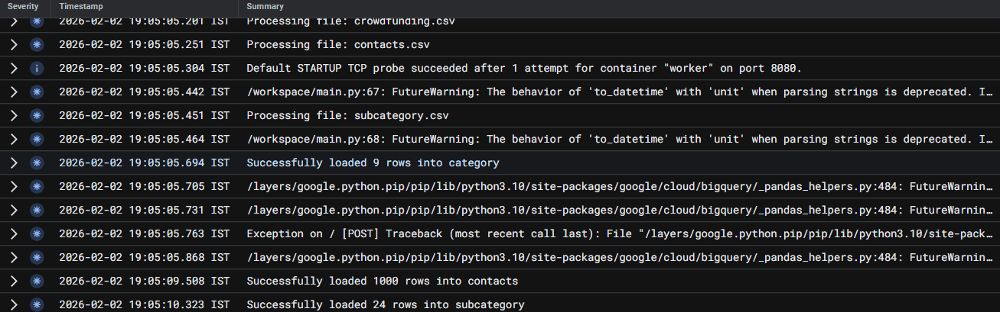 Severity Timestamp Summary
2026-02-02 19:05:05.201 IST Processing file: crowdfunding.csv
2026-02-02 19:05:05.251 IST Processing file: contacts.csv
2026-02-02 19:05:05.304 IST Default STARTUP TCP probe succeeded after 1 attempt for container "worker" on port 8080.
2026-02-02 19:05:05.442 IST /workspace/main.py:67: FutureWarning: The behavior of 'to_datetime' with 'unit' when parsing strings is deprecated. I…
2026-02-02 19:05:05.451 IST Processing file: subcategory.csv
2026-02-02 19:05:05.464 IST /workspace/main.py:68: FutureWarning: The behavior of 'to_datetime' with 'unit' when parsing strings is deprecated. I…
2026-02-02 19:05:05.694 IST Successfully loaded 9 rows into category
2026-02-02 19:05:05.705 IST /layers/google.python.pip/pip/lib/python3.10/site-packages/google/cloud/bigquery/_pandas_helpers.py:484: FutureWarnin…
2026-02-02 19:05:05.731 IST /layers/google.python.pip/pip/lib/python3.10/site-packages/google/cloud/bigquery/_pandas_helpers.py:484: FutureWarnin…
2026-02-02 19:05:05.763 IST Exception on / [POST] Traceback (most recent call last): File "/layers/google.python.pip/pip/lib/python3.10/site-pack…
2026-02-02 19:05:05.868 IST /layers/google.python.pip/pip/lib/python3.10/site-packages/google/cloud/bigquery/_pandas_helpers.py:484: FutureWarnin…
2026-02-02 19:05:09.508 IST Successfully loaded 1000 rows into contacts
2026-02-02 19:05:10.323 IST Successfully loaded 24 rows into subcategory